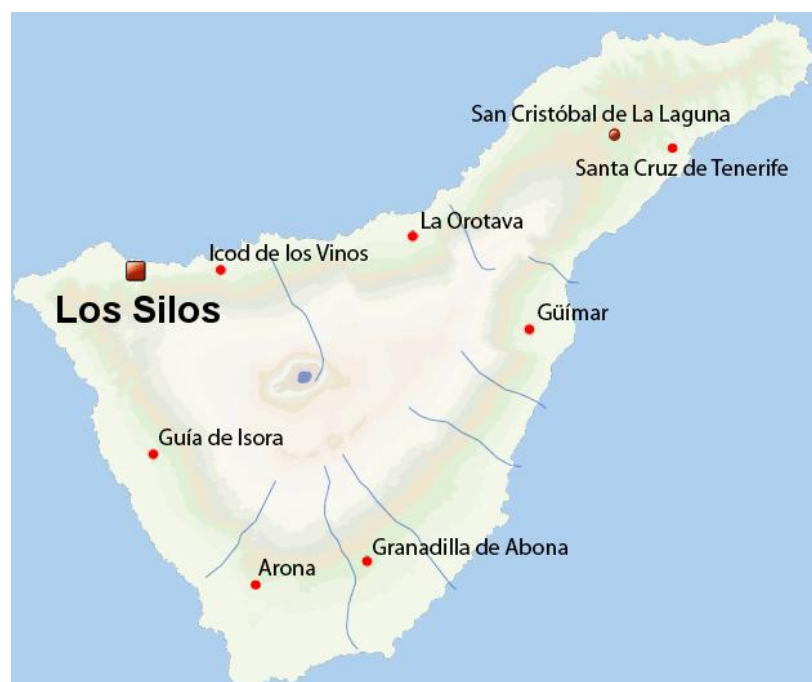 San Cristóbal de La Laguna
Santa Cruz de Tenerife
La Orotava
Icod de los Vinos
Los Silos
Güímar
Guía de Isora
Granadilla de Abona
Arona